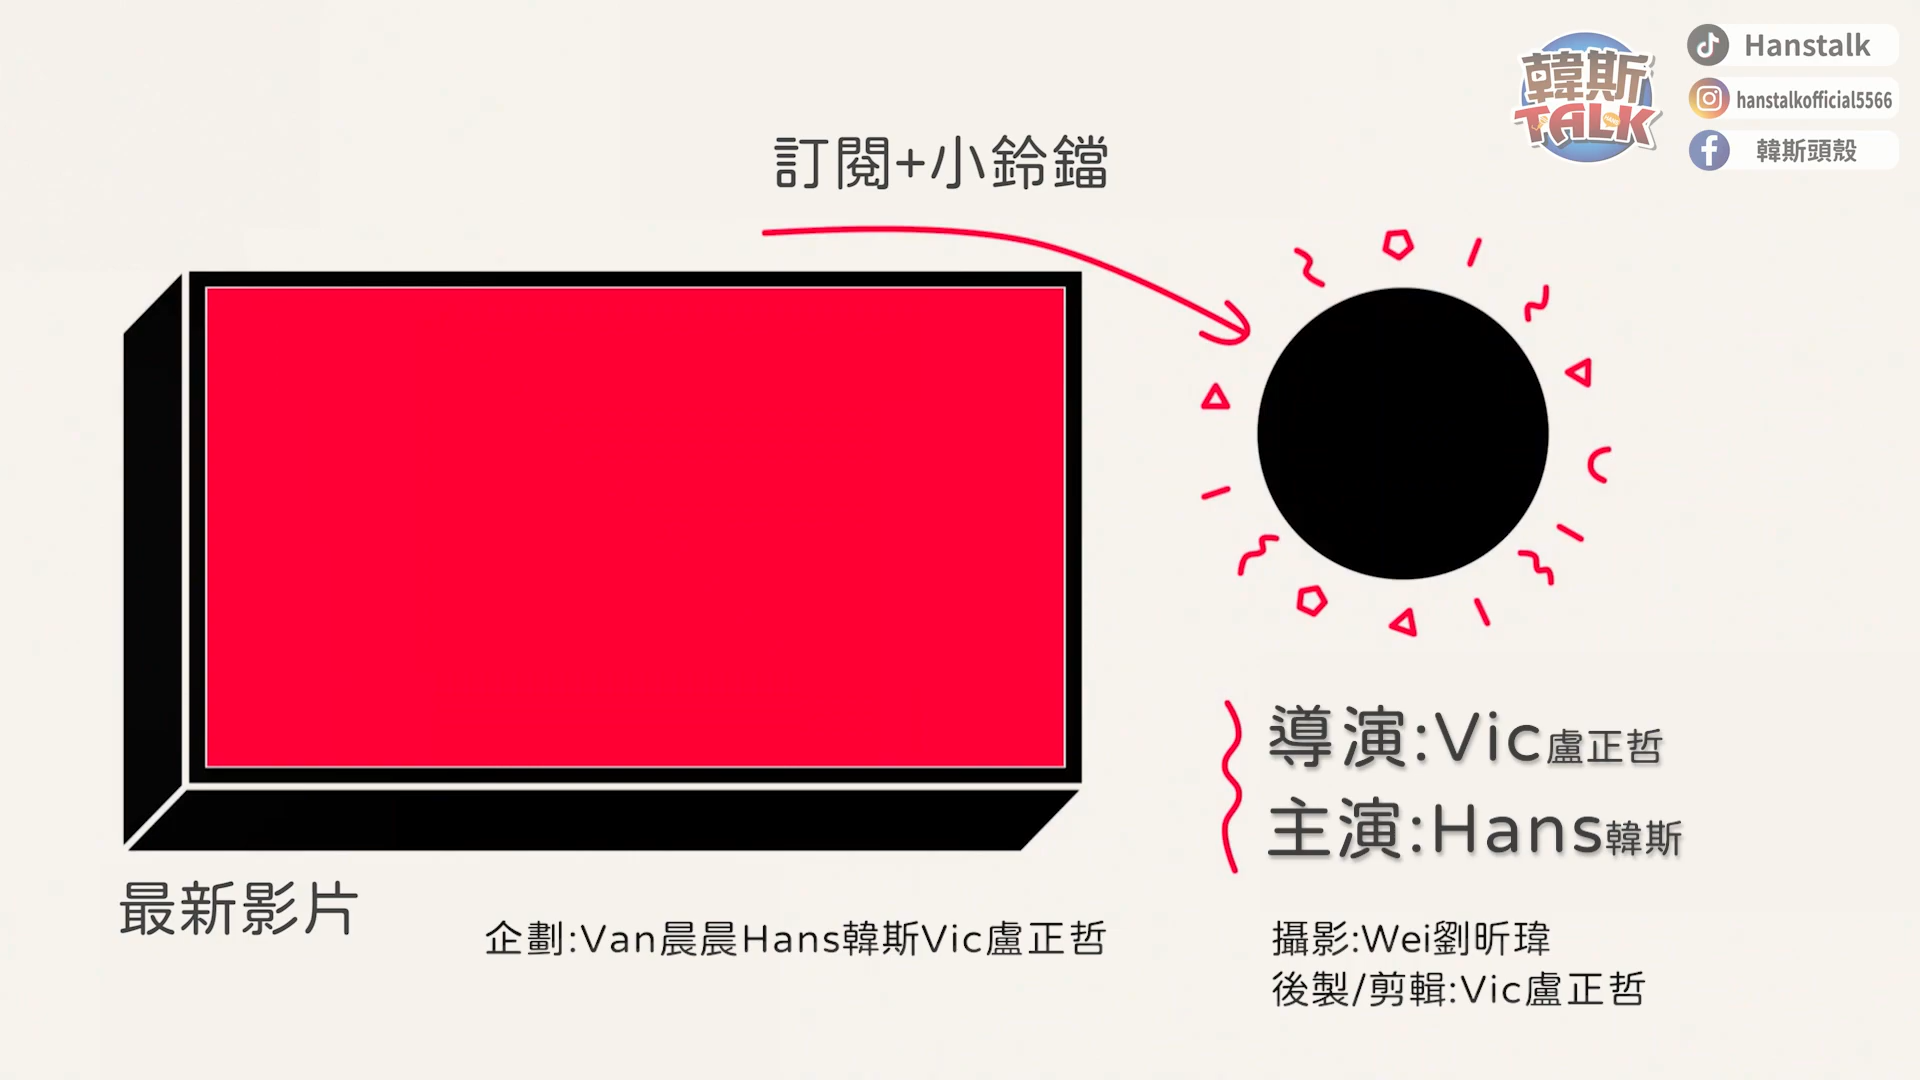 韓斯
TALK
Hanstalk
hanstalkofficial5566
韓斯頭殼
訂閱+小鈴鐺
導演:Vic盧正哲
主演:Hans韓斯
最新影片
企劃:Van晨晨Hans韓斯Vic盧正哲
攝影:Wei劉昕瑋
後製/剪輯:Vic盧正哲